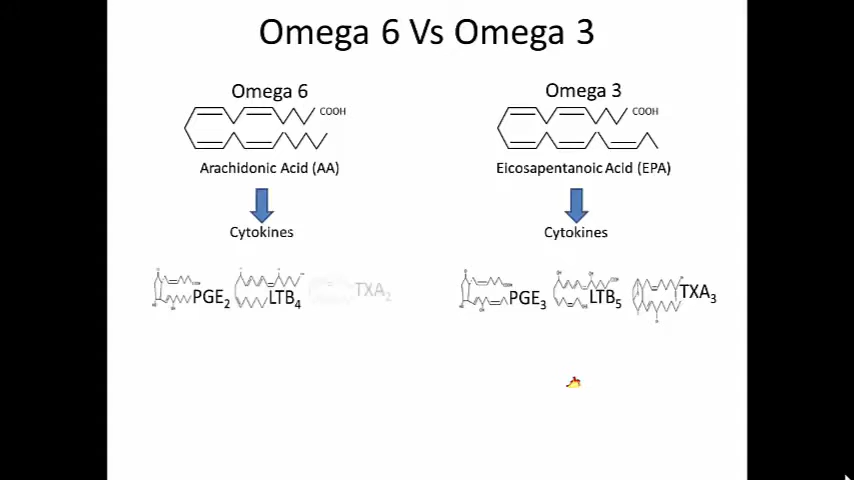 Omega 6 Vs Omega 3
Omega 6
COOH
Arachidonic Acid (AA)
Cytokines
PGE2 LTB4 TXA2
Omega 3
COOH
Eicosapentanoic Acid (EPA)
Cytokines
PGE3 LTB5 TXA3